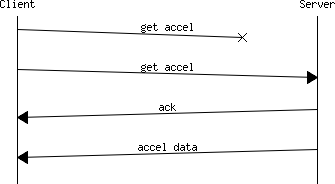 Client
Server
get accel
get accel
ack
accel data